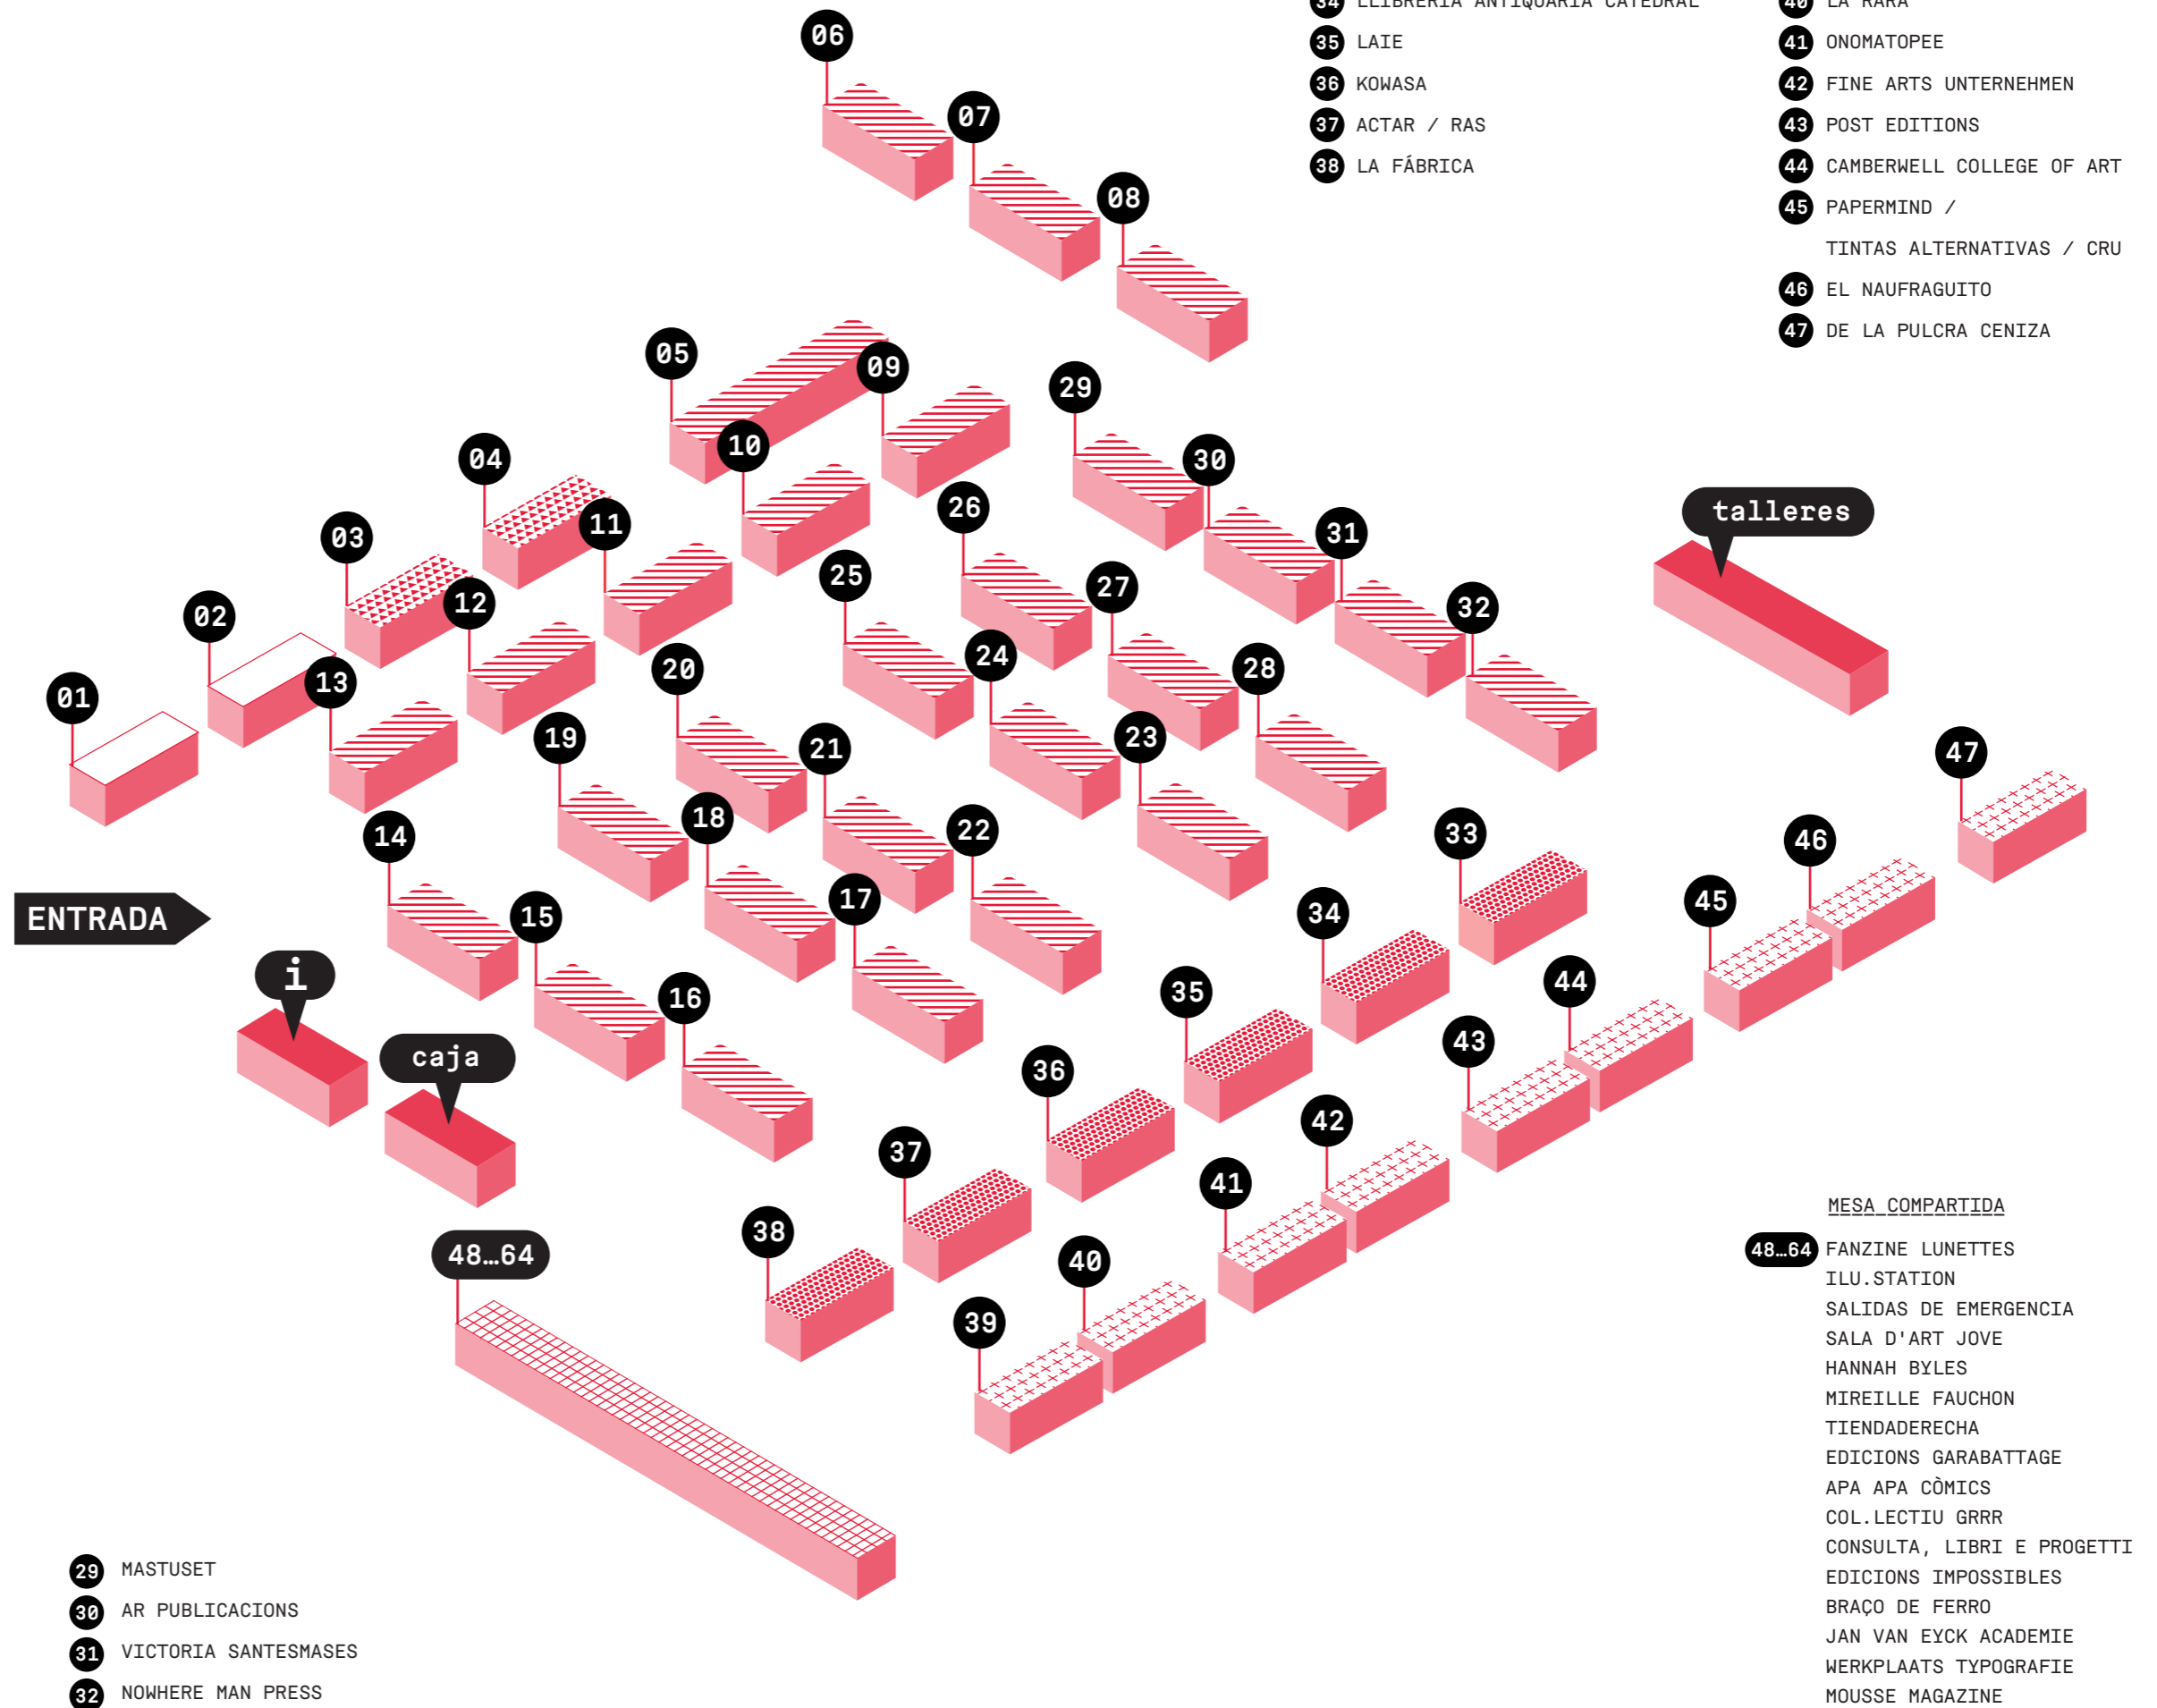 34 LLIBRERIA ANTIQUÀRIA CATEDRAL
35 LAIE
36 KOWASA
37 ACTAR / RAS
38 LA FÁBRICA
40 LA RARA
41 ONOMATOPEE
42 FINE ARTS UNTERNEHMEN
43 POST EDITIONS
44 CAMBERWELL COLLEGE OF ART
45 PAPERMIND /
TINTAS ALTERNATIVAS / CRU
46 EL NAUFRAGUITO
47 DE LA PULCRA CENIZA
06
07
08
05
09
29
10
04
30
26
talleres
11
31
03
25
27
12
32
02
24
20
28
13
01
23
19
21
47
18
22
33
14
46
17
45
34
15
ENTRADA
i
44
35
16
43
caja
36
42
37
41
38
48…64
40
39
MESA COMPARTIDA
48…64 FANZINE LUNETTES
ILU.STATION
SALIDAS DE EMERGENCIA
SALA D'ART JOVE
HANNAH BYLES
MIREILLE FAUCHON
TIENDADERECHA
EDICIONS GARABATTAGE
APA APA CÒMICS
COL.LECTIU GRRR
CONSULTA, LIBRI E PROGETTI
EDICIONS IMPOSSIBLES
BRAÇO DE FERRO
JAN VAN EYCK ACADEMIE
WERKPLAATS TYPOGRAFIE
MOUSSE MAGAZINE
29 MASTUSET
30 AR PUBLICACIONS
31 VICTORIA SANTESMASES
32 NOWHERE MAN PRESS